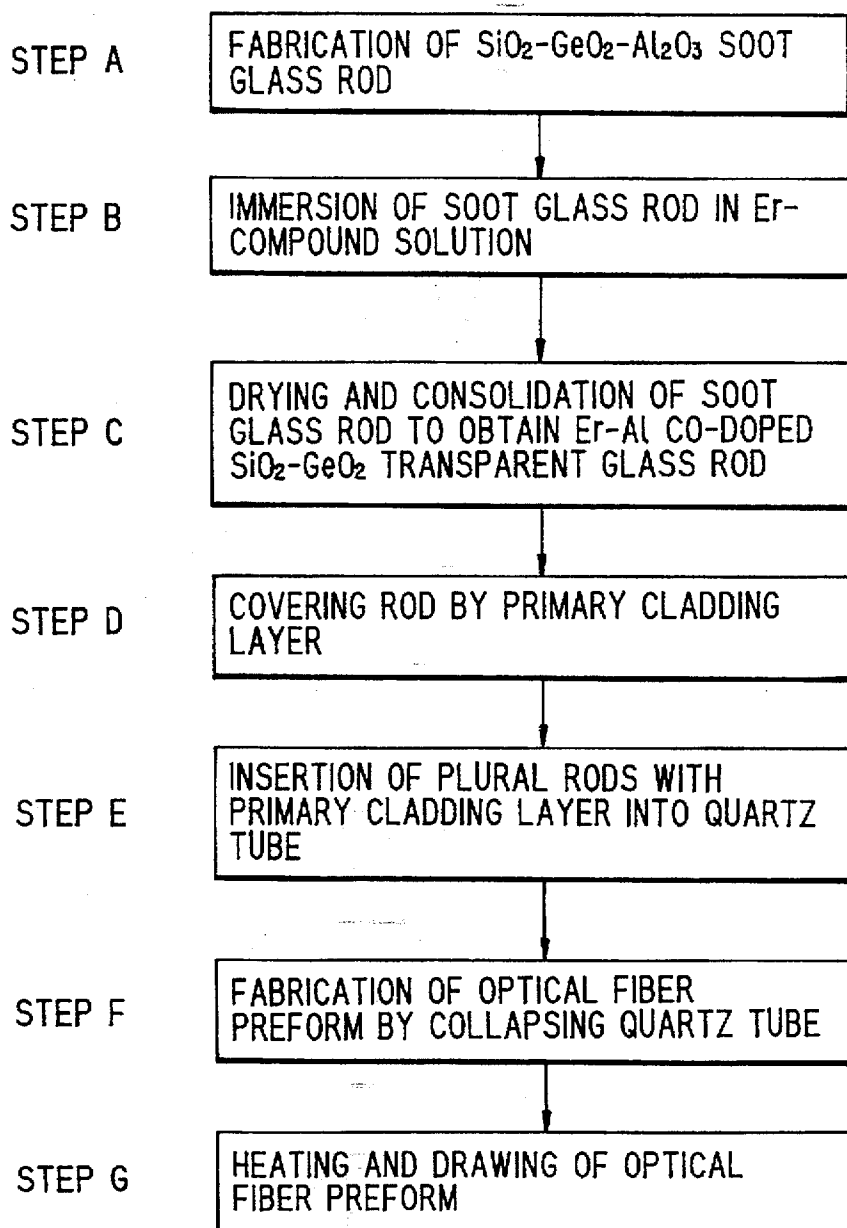 STEP A
FABRICATION OF SiO₂-GeO₂-Al₂O₃ SOOT
GLASS ROD
STEP B
IMMERSION OF SOOT GLASS ROD IN Er-
COMPOUND SOLUTION
STEP C
DRYING AND CONSOLIDATION OF SOOT
GLASS ROD TO OBTAIN Er-Al CO-DOPED
SiO₂-GeO₂ TRANSPARENT GLASS ROD
STEP D
COVERING ROD BY PRIMARY CLADDING
LAYER
STEP E
INSERTION OF PLURAL RODS WITH
PRIMARY CLADDING LAYER INTO QUARTZ
TUBE
STEP F
FABRICATION OF OPTICAL FIBER
PREFORM BY COLLAPSING QUARTZ TUBE
STEP G
HEATING AND DRAWING OF OPTICAL
FIBER PREFORM